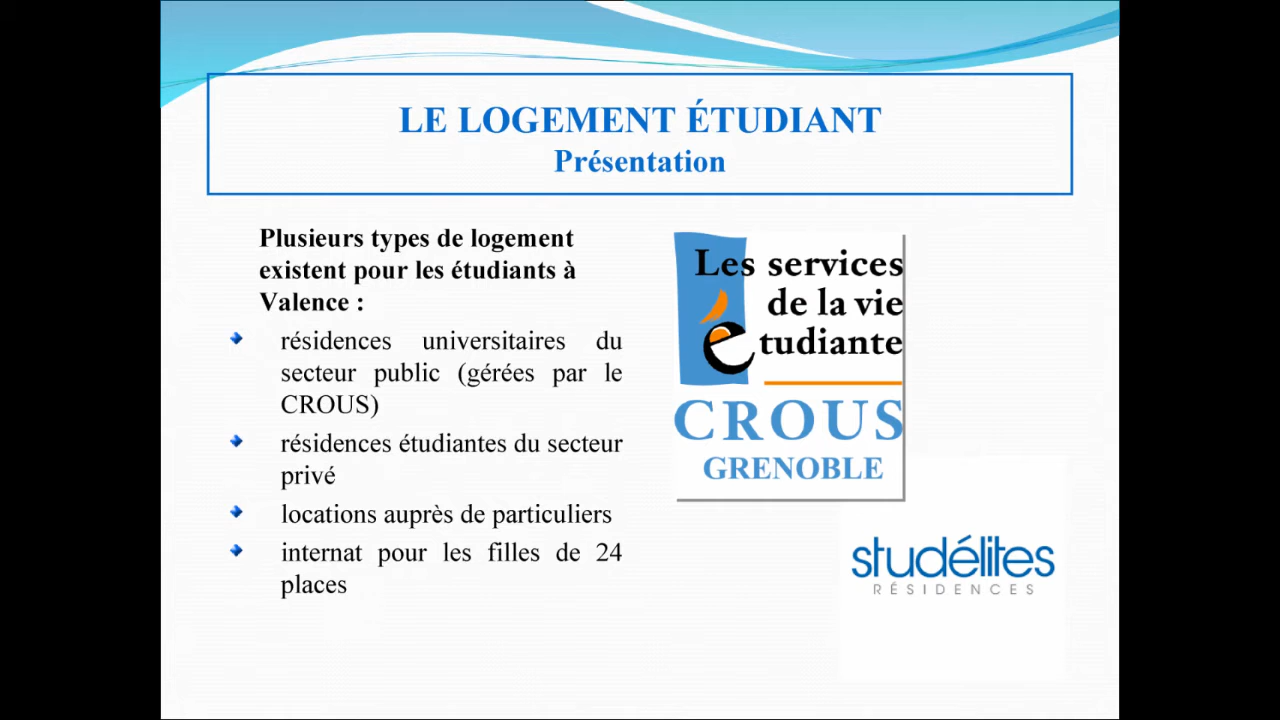 LE LOGEMENT ÉTUDIANT
Présentation
Plusieurs types de logement
existent pour les étudiants à
Valence :
résidences universitaires du
secteur public (gérées par le
CROUS)
résidences étudiantes du secteur
privé
locations auprès de particuliers
internat pour les filles de 24
places
Les services
de la vie
étudiante
CROUS
GRENOBLE
studélites
RÉSIDENCES